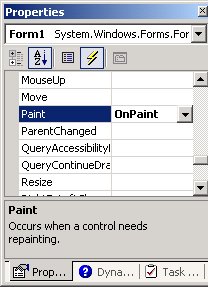 Properties
Form1 System.Windows.Forms.For
MouseUp
Move
Paint OnPaint
ParentChanged
QueryAccessibilityH
QueryContinueDra
Resize
Paint
Occurs when a control needs
repainting.
Prop... Dyna... Task ...